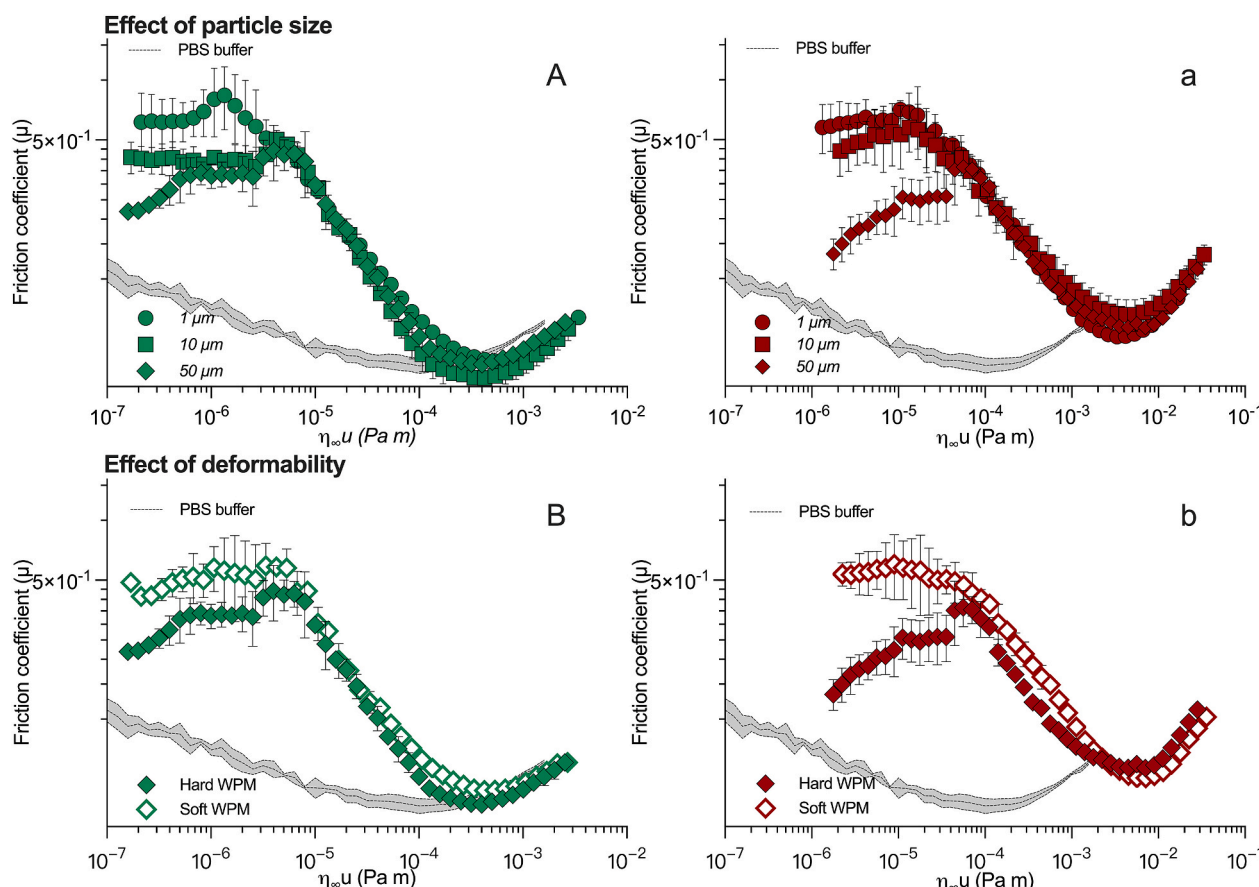 Effect of particle size
PBS buffer
A
Friction coefficient (μ)
5×10⁻¹
1 μm
10 μm
50 μm
10⁻⁷ 10⁻⁶ 10⁻⁵ 10⁻⁴ 10⁻³ 10⁻²
η∞u (Pa m)
PBS buffer
a
Friction coefficient (μ)
5×10⁻¹
1 μm
10 μm
50 μm
10⁻⁷ 10⁻⁶ 10⁻⁵ 10⁻⁴ 10⁻³ 10⁻² 10⁻¹
η∞u (Pa m)
Effect of deformability
PBS buffer
B
Friction coefficient (μ)
5×10⁻¹
Hard WPM
Soft WPM
10⁻⁷ 10⁻⁶ 10⁻⁵ 10⁻⁴ 10⁻³ 10⁻²
η∞u (Pa m)
PBS buffer
b
Friction coefficient (μ)
5×10⁻¹
Hard WPM
Soft WPM
10⁻⁷ 10⁻⁶ 10⁻⁵ 10⁻⁴ 10⁻³ 10⁻² 10⁻¹
η∞u (Pa m)